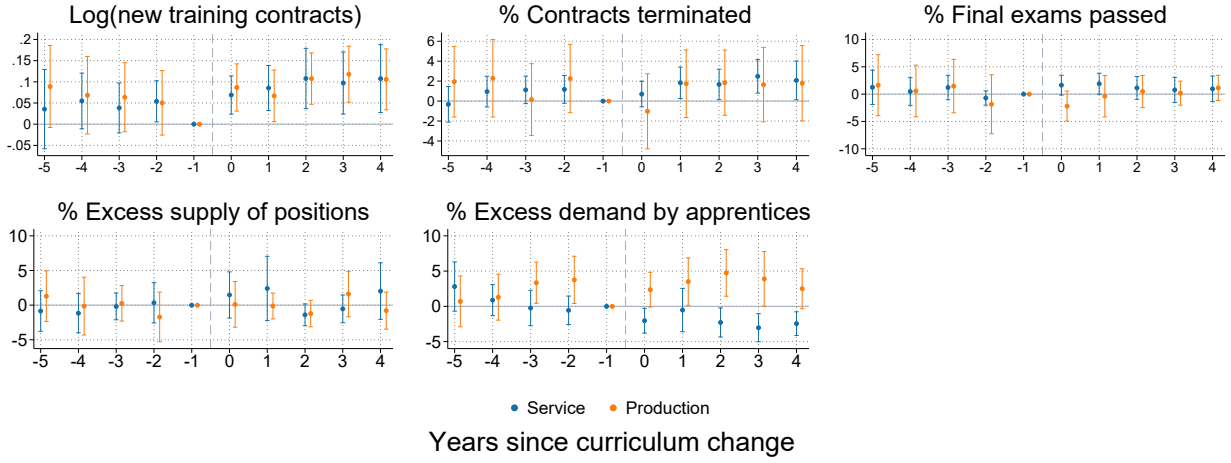 Log(new training contracts)
.2
.15
.1
.05
0
-.05
-5 -4 -3 -2 -1 0 1 2 3 4
% Contracts terminated
6
4
2
0
-2
-4
-5 -4 -3 -2 -1 0 1 2 3 4
% Final exams passed
10
5
0
-5
-10
-5 -4 -3 -2 -1 0 1 2 3 4
% Excess supply of positions
10
5
0
-5
-5 -4 -3 -2 -1 0 1 2 3 4
% Excess demand by apprentices
10
5
0
-5
-5 -4 -3 -2 -1 0 1 2 3 4
Service Production
Years since curriculum change